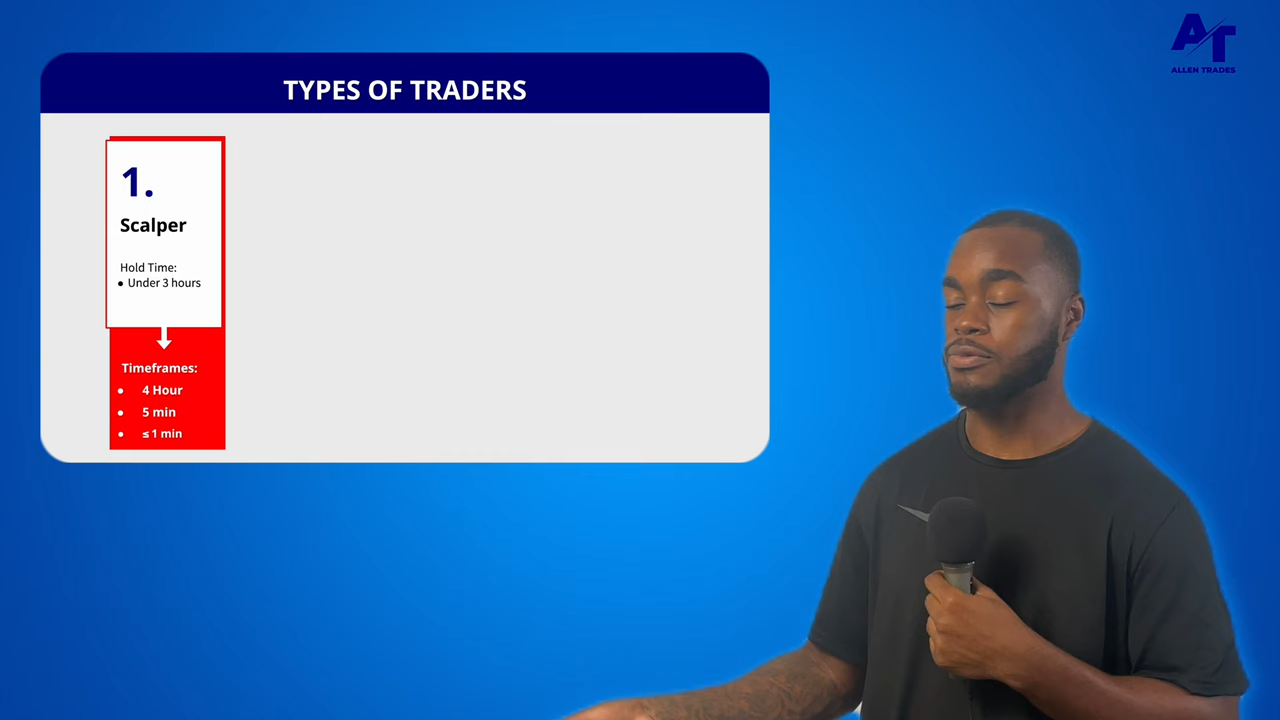 AT
ALLEN TRADES
TYPES OF TRADERS
1.
Scalper
Hold Time:
● Under 3 hours
Timeframes:
● 4 Hour
● 5 min
● ≤ 1 min